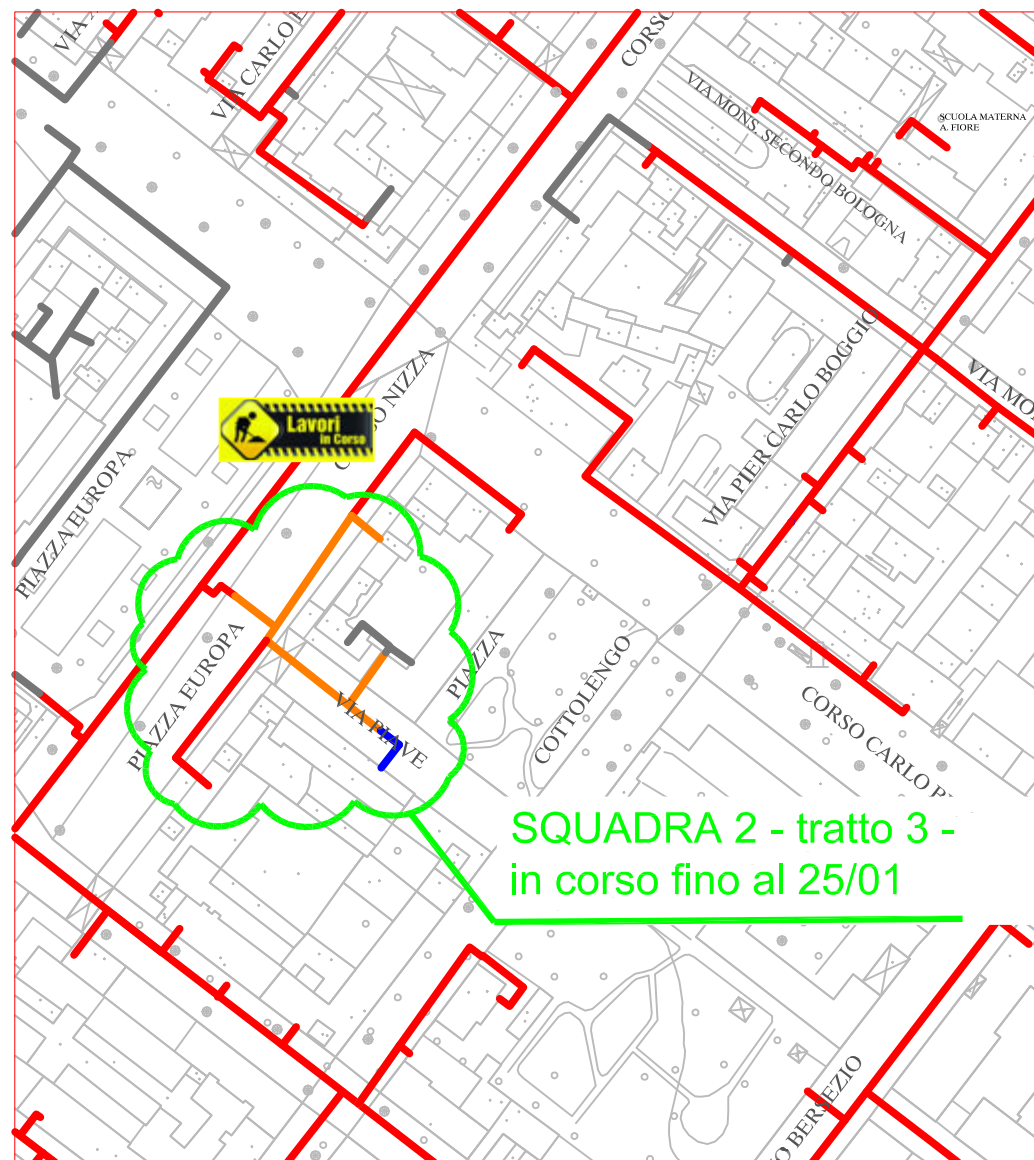 VIA
VIA CARLO
CORSO
VIA MONS. SECONDO BOLOGNA
SCUOLA MATERNA
A. FIORE
PIAZZA EUROPA
Lavori
in Corso
NIZZA
VIA PIER CARLO BOGGIO
VIA
PIAZZA EUROPA
VIA PIAVE
PIAZZA
COTTOLENGO
CORSO CARLO
SQUADRA 2 - tratto 3 -
in corso fino al 25/01
BERSEZIO